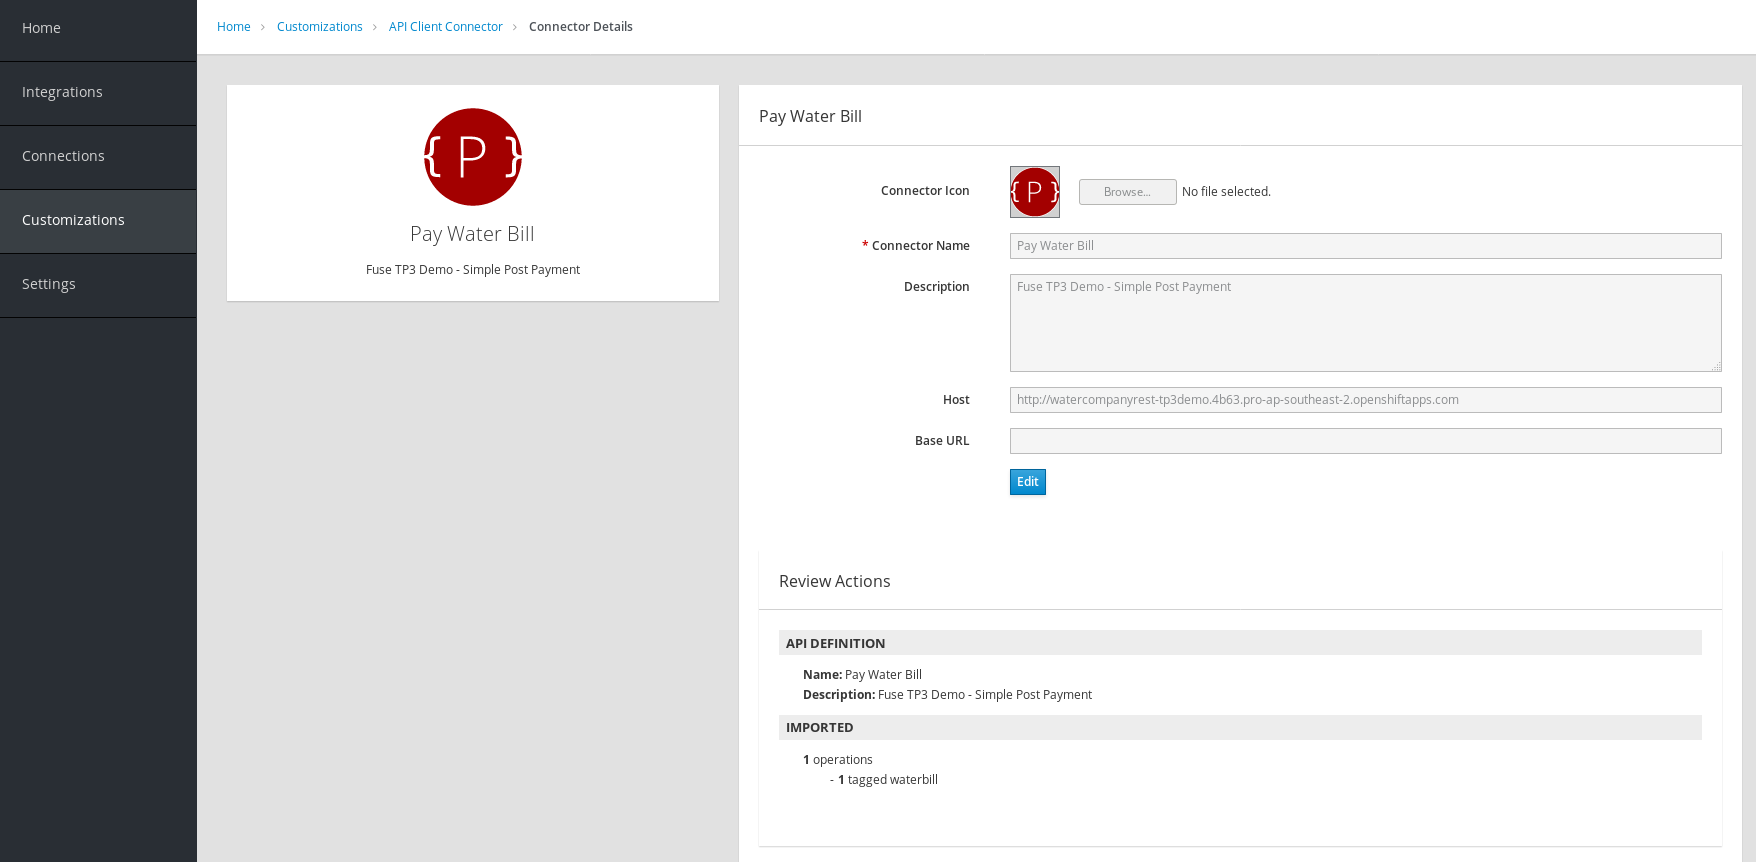 Home
Integrations
Connections
Customizations
Settings
Home > Customizations > API Client Connector > Connector Details
{ P }
Pay Water Bill
Fuse TP3 Demo - Simple Post Payment
Pay Water Bill
Connector Icon { P } Browse... No file selected.
* Connector Name Pay Water Bill
Description Fuse TP3 Demo - Simple Post Payment
Host http://watercompanyrest-tp3demo.4b63.pro-ap-southeast-2.openshiftapps.com
Base URL
Edit
Review Actions
API DEFINITION
Name: Pay Water Bill
Description: Fuse TP3 Demo - Simple Post Payment
IMPORTED
1 operations
- 1 tagged waterbill